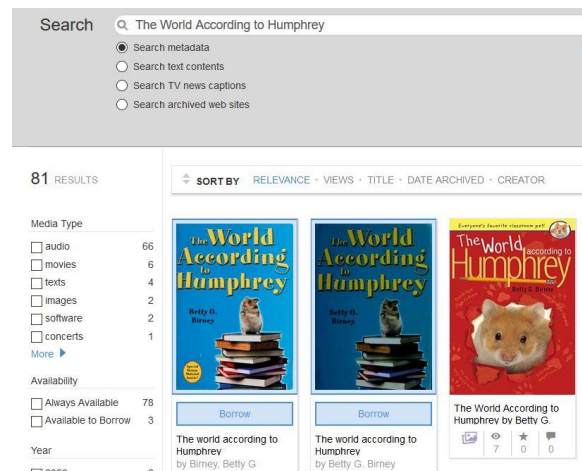 Search The World According to Humphrey
Search metadata
Search text contents
Search TV news captions
Search archived web sites
81 RESULTS
SORT BY RELEVANCE · VIEWS · TITLE · DATE ARCHIVED · CREATOR
Media Type
audio 66
movies 6
texts 4
images 2
software 2
concerts 1
More
Availability
Always Available 78
Available to Borrow 3
Year
The World
According
to
Humphrey
Betty G.
Birney
Borrow
The world according to
Humphrey
by Birney, Betty G
The World
According
to
Humphrey
Betty G.
Birney
Borrow
The world according to
Humphrey
by Betty G. Birney
Everyone's favorite classroom pet!
The World according to
Humphrey
Betty G. Birney
The World According to
Humphrey by Betty G.
7 0 0